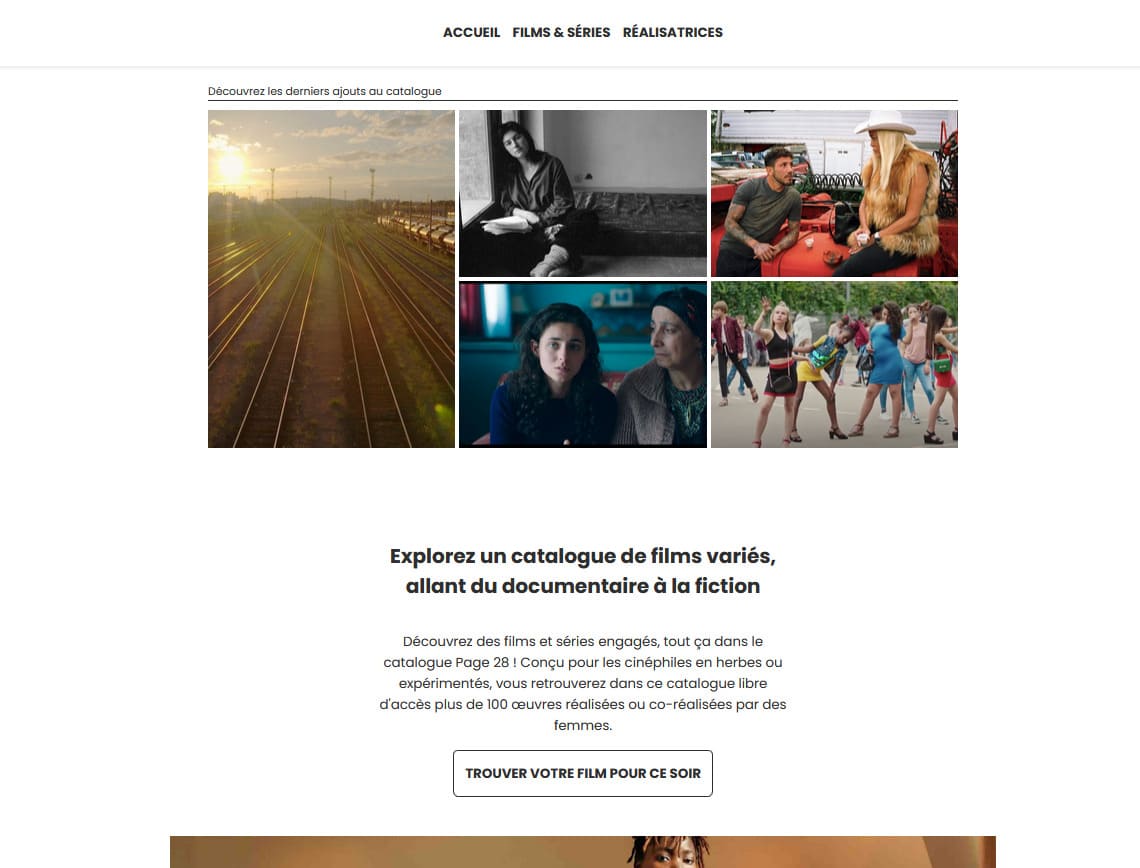 ACCUEIL FILMS & SÉRIES RÉALISATRICES
Découvrez les derniers ajouts au catalogue
Explorez un catalogue de films variés,
allant du documentaire à la fiction
Découvrez des films et séries engagés, tout ça dans le
catalogue Page 28 ! Conçu pour les cinéphiles en herbes ou
expérimentés, vous retrouverez dans ce catalogue libre
d'accès plus de 100 œuvres réalisées ou co-réalisées par des
femmes.
TROUVER VOTRE FILM POUR CE SOIR